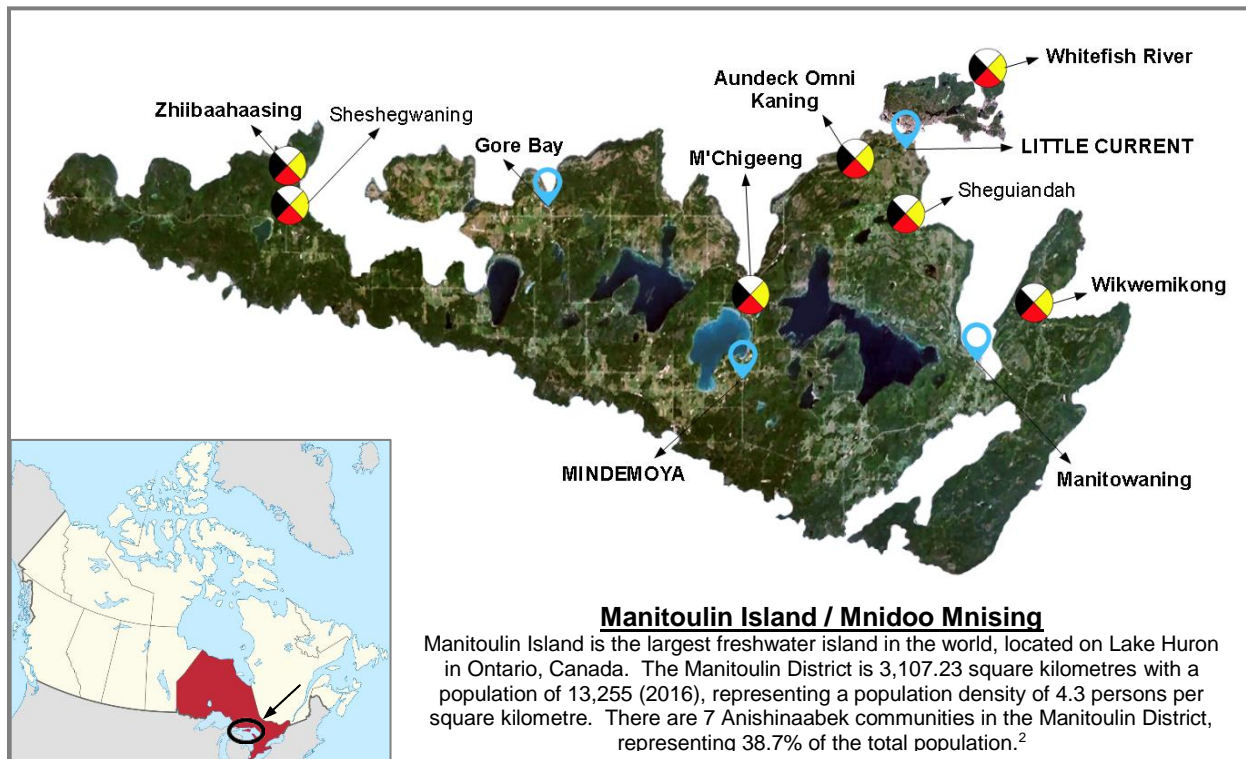 Whitefish River
Aundeck Omni
Kaning
Zhiibaahaasing
Sheshegwaning
Gore Bay
M'Chigeeng
LITTLE CURRENT
Sheguiandah
Wikwemikong
MINDEMOYA
Manitowaning
Manitoulin Island / Mnidoo Mnising
Manitoulin Island is the largest freshwater island in the world, located on Lake Huron
in Ontario, Canada. The Manitoulin District is 3,107.23 square kilometres with a
population of 13,255 (2016), representing a population density of 4.3 persons per
square kilometre. There are 7 Anishinaabek communities in the Manitoulin District,
representing 38.7% of the total population.²